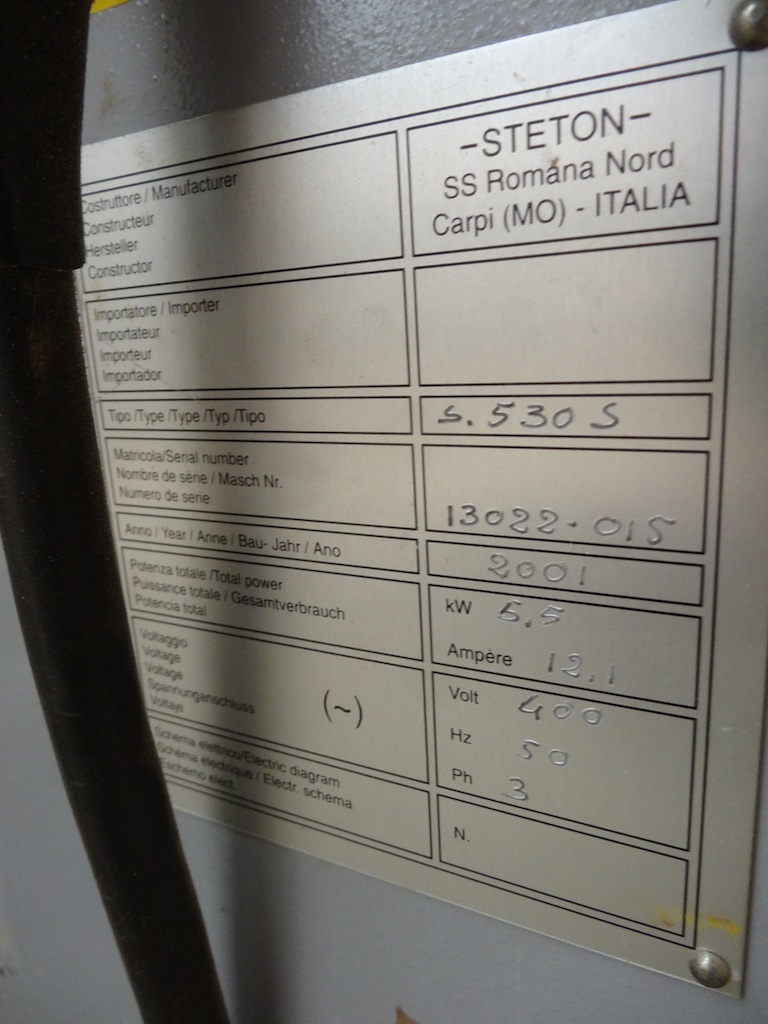 -STETON-
SS Romana Nord
Carpi (MO) - ITALIA
Costruttore / Manufacturer
Constructeur
Hersteller
Constructor
Importatore / Importer
Importateur
Importeur
Importador
Tipo /Type /Type /Typ /Tipo
S. 530 S
Matricola/Serial number
Nombre de série / Masch Nr.
Numero de serie
13022-015
Anno / Year / Anne / Bau- Jahr / Ano
2001
Potenza totale /Total power
Puissance totale / Gesamtverbrauch
Potencia total
kW 5,5
Ampère 12.1
Voltaggio
Voltage
Voltage
Spannunganschluss
Voltaje
(~)
Volt 400
Hz 50
Ph 3
Schema elettrico/Electric diagram
Schéma électrique / Electr. schema
Eschemo elect.
N.